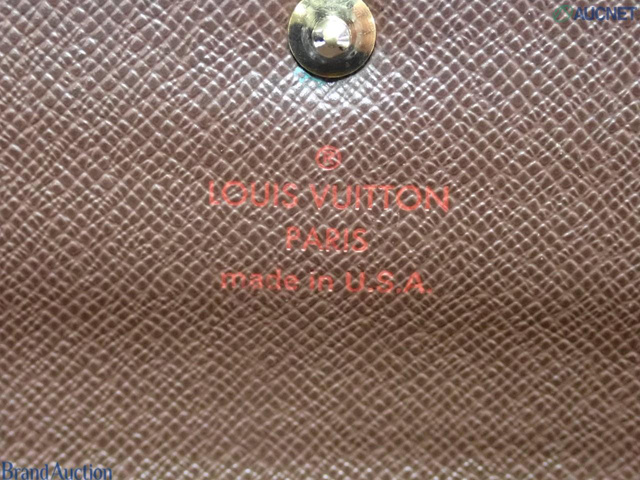 AUCNET
®
LOUIS VUITTON
PARIS
made in U.S.A.
Brand Auction